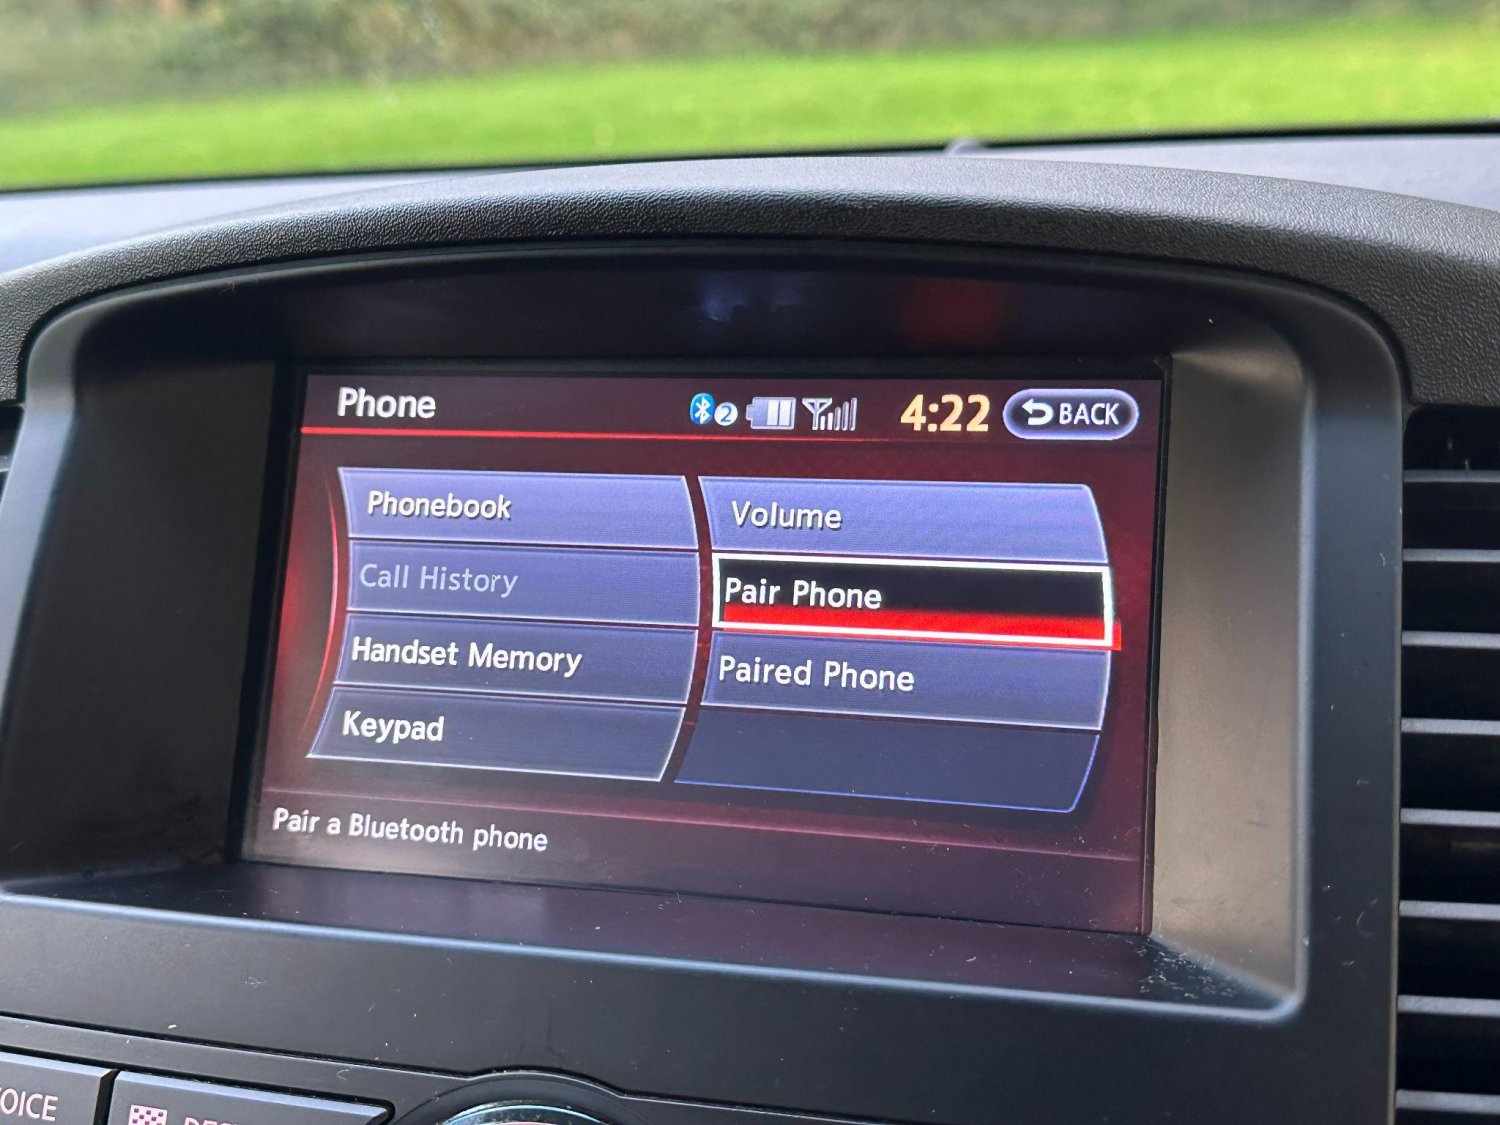 Phone
2
4:22
BACK
Phonebook
Volume
Call History
Pair Phone
Handset Memory
Paired Phone
Keypad
Pair a Bluetooth phone
OICE